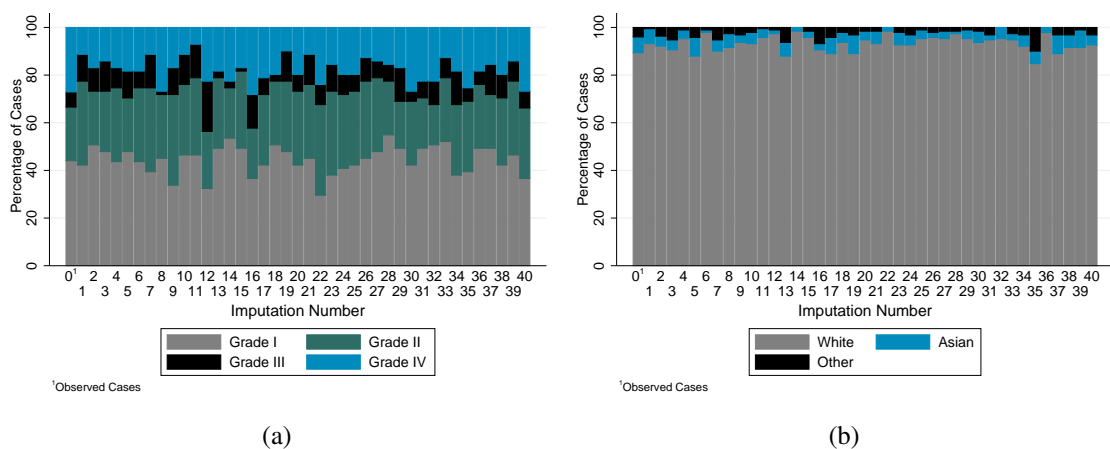 100
80
60
40
20
0
Percentage of Cases
0¹ 2 4 6 8 10 12 14 16 18 20 22 24 26 28 30 32 34 36 38 40
1 3 5 7 9 11 13 15 17 19 21 23 25 27 29 31 33 35 37 39
Imputation Number
Grade I Grade II
Grade III Grade IV
¹Observed Cases
(a)
100
80
60
40
20
0
Percentage of Cases
0¹ 2 4 6 8 10 12 14 16 18 20 22 24 26 28 30 32 34 36 38 40
1 3 5 7 9 11 13 15 17 19 21 23 25 27 29 31 33 35 37 39
Imputation Number
White Asian
Other
¹Observed Cases
(b)